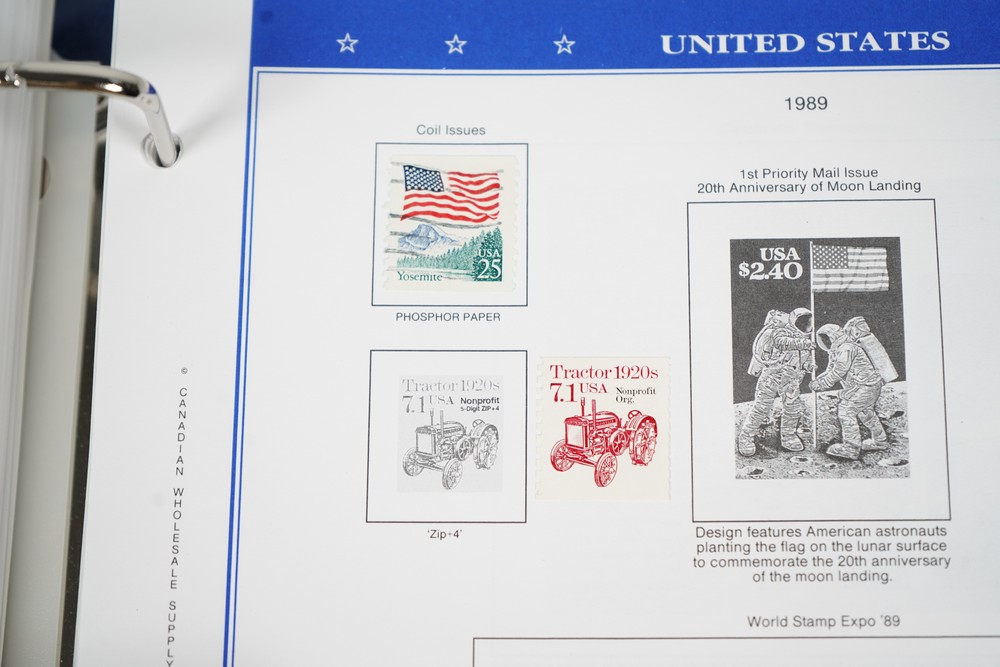 UNITED STATES
1989
Coil Issues
USA
25
Yosemite
PHOSPHOR PAPER
Tractor 1920s
7.1 USA
Nonprofit
5-Digit ZIP+4
'Zip+4'
Tractor 1920s
7.1 USA
Nonprofit
Org.
1st Priority Mail Issue
20th Anniversary of Moon Landing
USA
$2.40
Design features American astronauts
planting the flag on the lunar surface
to commemorate the 20th anniversary
of the moon landing.
World Stamp Expo '89
© CANADIAN WHOLESALE SUPPLY